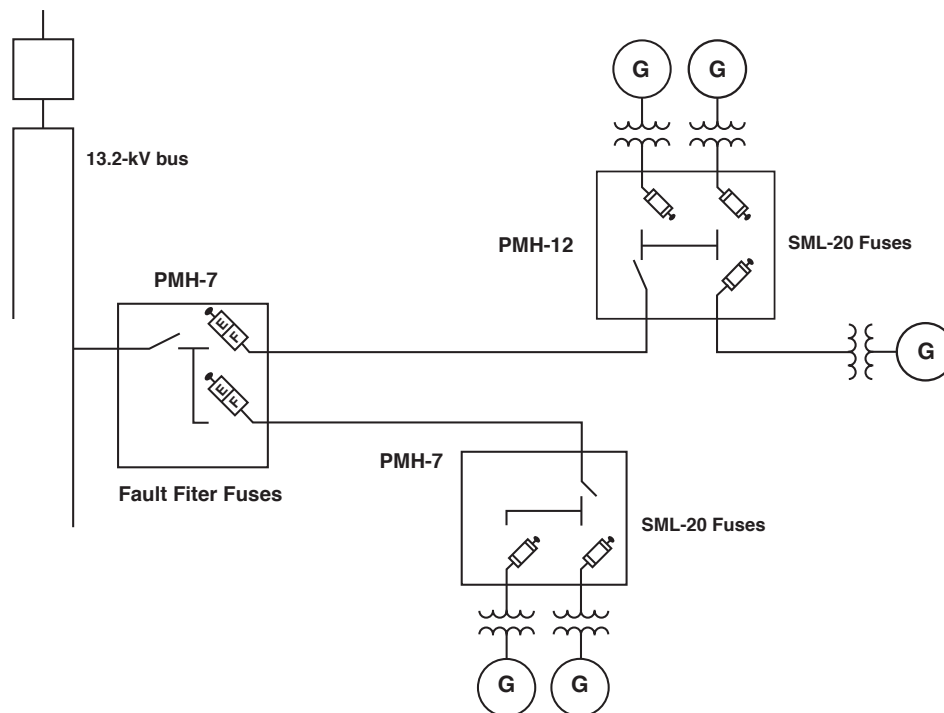 G G
13.2-kV bus
PMH-12
SML-20 Fuses
PMH-7
E F
G
E F
Fault Fiter Fuses
PMH-7
SML-20 Fuses
G G